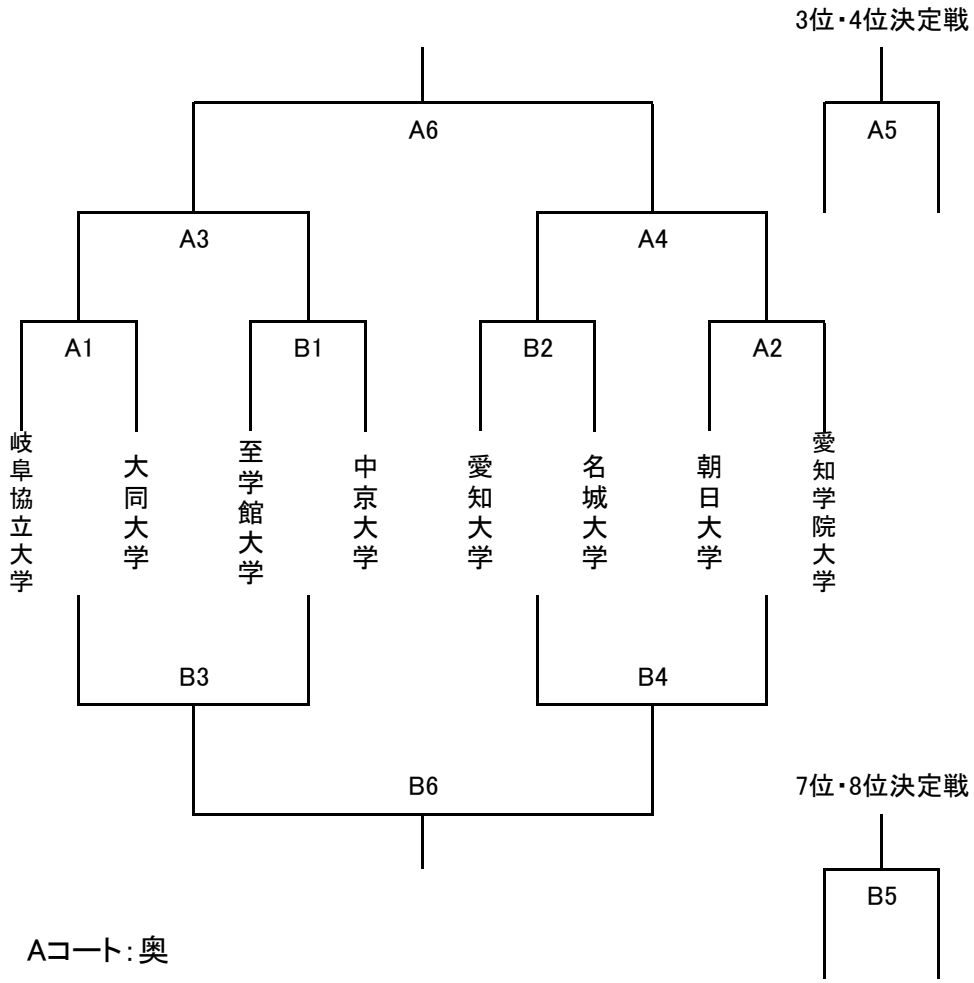 3位・4位決定戦
A6
A5
A3
A4
A1
B1
B2
A2
岐阜協立大学
大同大学
至学館大学
中京大学
愛知大学
名城大学
朝日大学
愛知学院大学
B3
B4
B6
7位・8位決定戦
B5
Aコート:奥